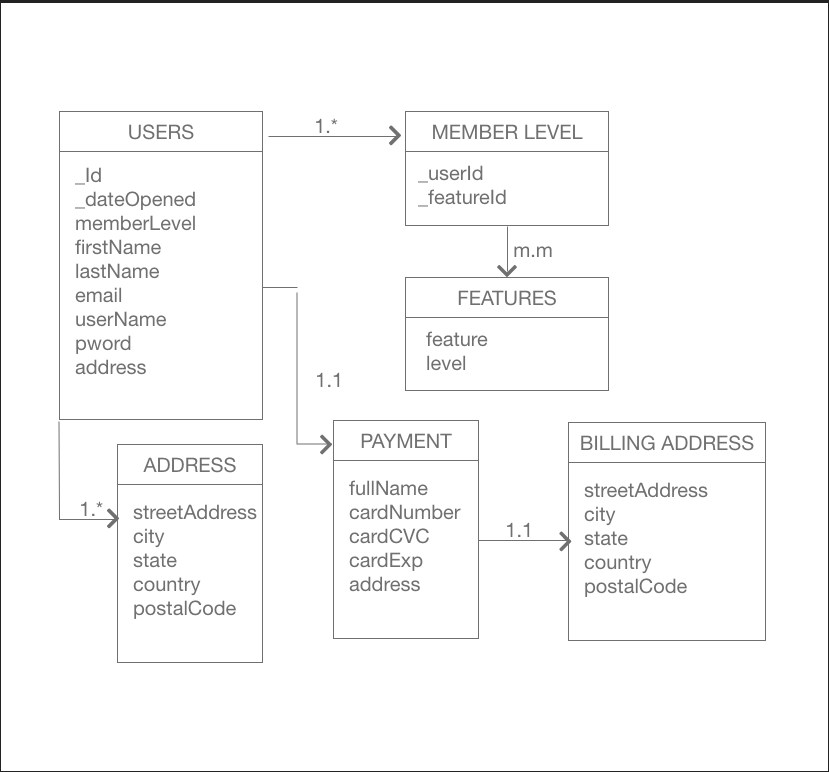 USERS
_Id
_dateOpened
memberLevel
firstName
lastName
email
userName
pword
address
1.*
MEMBER LEVEL
_userId
_featureId
m.m
FEATURES
feature
level
1.1
1.*
ADDRESS
streetAddress
city
state
country
postalCode
PAYMENT
fullName
cardNumber
cardCVC
cardExp
address
1.1
BILLING ADDRESS
streetAddress
city
state
country
postalCode